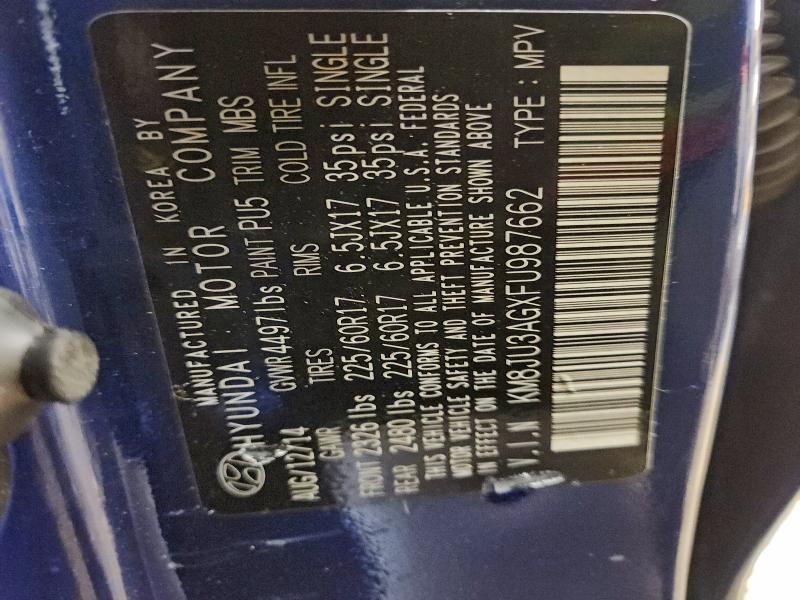 MANUFACTURED IN KOREA BY
HYUNDAI MOTOR COMPANY
AUG/12/14 GVWR 4497 lbs PAINT PU5 TRIM MBS
GAWR TIRES RMS COLD TIRE INFL
FRONT 2326 lbs 225/60R17 6.5JX17 35psi SINGLE
REAR 2480 lbs 225/60R17 6.5JX17 35psi SINGLE
THIS VEHICLE CONFORMS TO ALL APPLICABLE U.S.A. FEDERAL
MOTOR VEHICLE SAFETY AND THEFT PREVENTION STANDARDS
IN EFFECT ON THE DATE OF MANUFACTURE SHOWN ABOVE
V.I.N KM8JU3AGXFU987662 TYPE : MPV